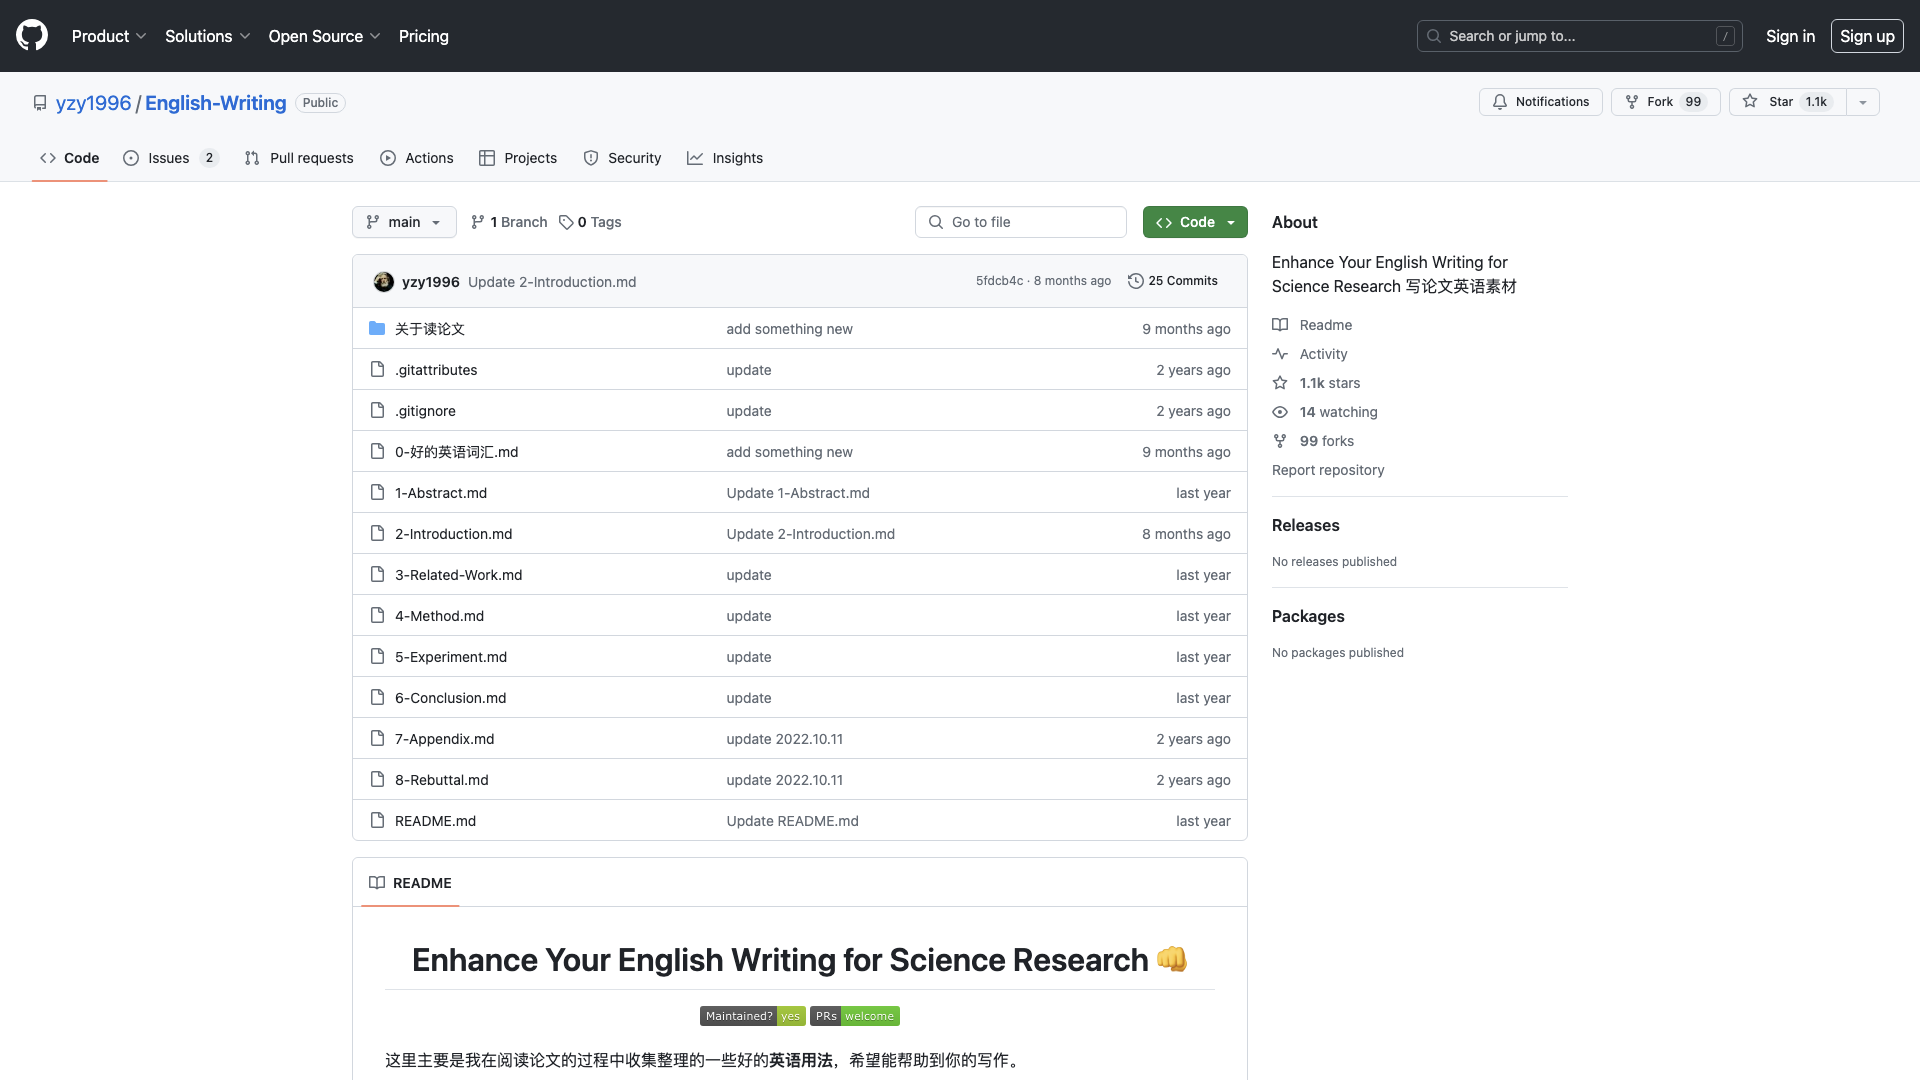 Product Solutions Open Source Pricing Search or jump to... / Sign in Sign up
yzy1996 / English-Writing Public Notifications Fork 99 Star 1.1k
Code Issues 2 Pull requests Actions Projects Security Insights
main 1 Branch 0 Tags Go to file Code
yzy1996 Update 2-Introduction.md 5fdcb4c · 8 months ago 25 Commits
关于读论文 add something new 9 months ago
.gitattributes update 2 years ago
.gitignore update 2 years ago
0-好的英语词汇.md add something new 9 months ago
1-Abstract.md Update 1-Abstract.md last year
2-Introduction.md Update 2-Introduction.md 8 months ago
3-Related-Work.md update last year
4-Method.md update last year
5-Experiment.md update last year
6-Conclusion.md update last year
7-Appendix.md update 2022.10.11 2 years ago
8-Rebuttal.md update 2022.10.11 2 years ago
README.md Update README.md last year
README
Enhance Your English Writing for Science Research 👊
Maintained? yes PRs welcome
这里主要是我在阅读论文的过程中收集整理的一些好的英语用法，希望能帮助到你的写作。
About
Enhance Your English Writing for
Science Research 写论文英语素材
Readme
Activity
1.1k stars
14 watching
99 forks
Report repository
Releases
No releases published
Packages
No packages published